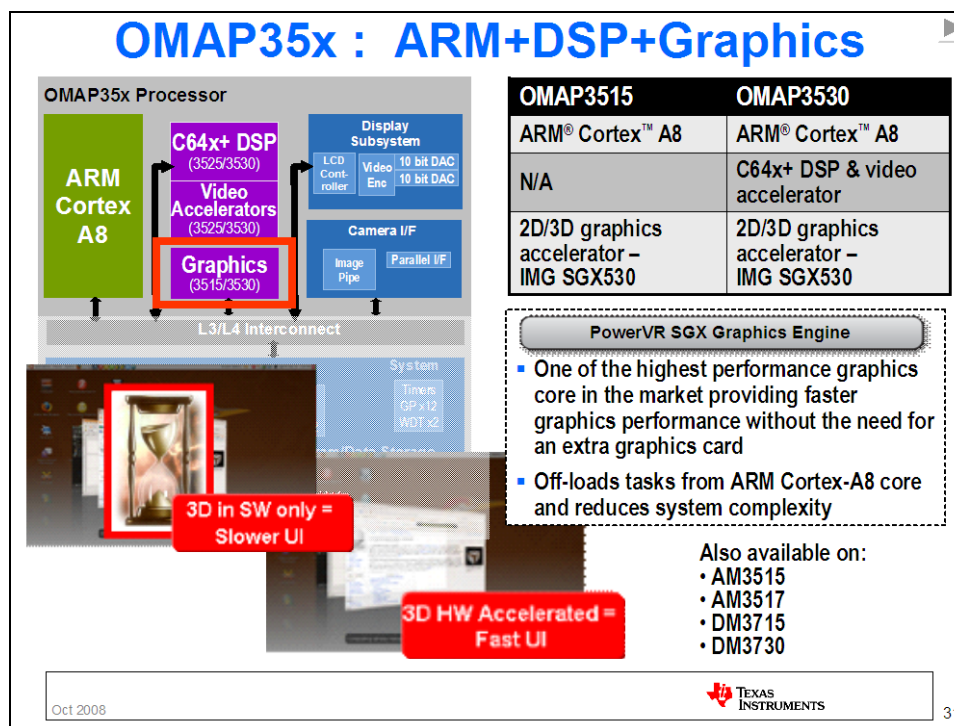 OMAP35x : ARM+DSP+Graphics
OMAP35x Processor
ARM
Cortex
A8
C64x+ DSP
(3525/3530)
Video
Accelerators
(3525/3530)
Graphics
(3515/3530)
Display
Subsystem
LCD
Cont-
roller
Video
Enc
10 bit DAC
10 bit DAC
Camera I/F
Image
Pipe
Parallel I/F
L3/L4 Interconnect
System
Timers
GP x12
WDT x2
3D in SW only =
Slower UI
3D HW Accelerated =
Fast UI
OMAP3515 OMAP3530
ARM® Cortex™ A8 ARM® Cortex™ A8
N/A
C64x+ DSP & video
accelerator
2D/3D graphics
accelerator –
IMG SGX530
2D/3D graphics
accelerator –
IMG SGX530
PowerVR SGX Graphics Engine
▪ One of the highest performance graphics
core in the market providing faster
graphics performance without the need for
an extra graphics card
▪ Off-loads tasks from ARM Cortex-A8 core
and reduces system complexity
Also available on:
• AM3515
• AM3517
• DM3715
• DM3730
Oct 2008
TEXAS
INSTRUMENTS